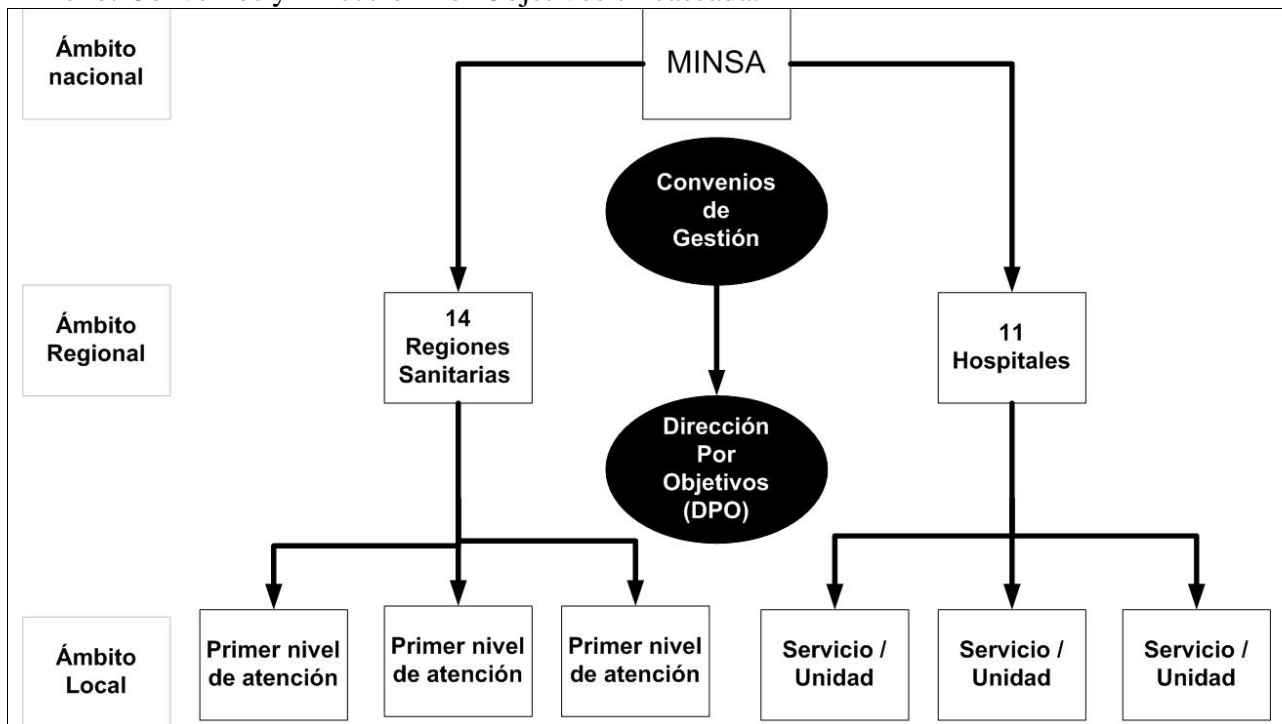 Ámbito
nacional
MINSA
Convenios
de
Gestión
Ámbito
Regional
14
Regiones
Sanitarias
11
Hospitales
Dirección
Por
Objetivos
(DPO)
Ámbito
Local
Primer nivel
de atención
Primer nivel
de atención
Primer nivel
de atención
Servicio /
Unidad
Servicio /
Unidad
Servicio /
Unidad